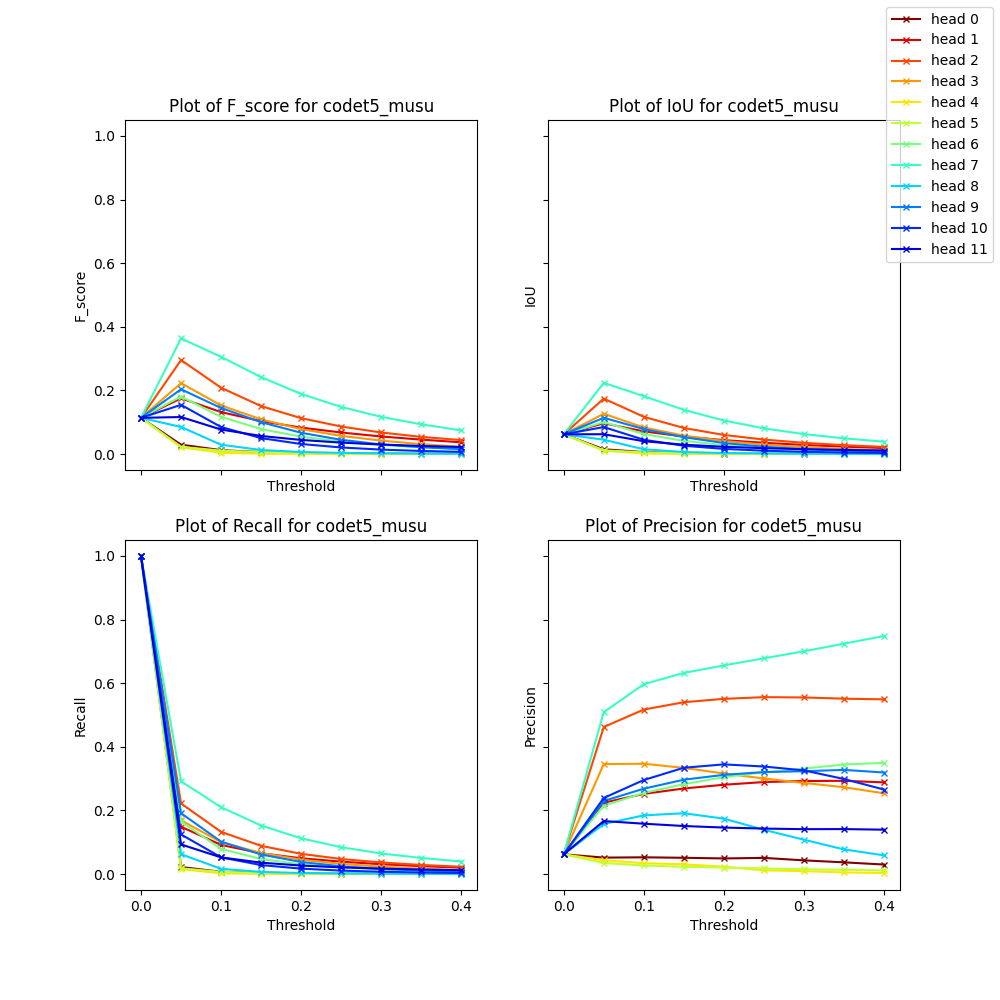 head 0
head 1
head 2
head 3
head 4
head 5
head 6
head 7
head 8
head 9
head 10
head 11
Plot of F_score for codet5_musu
1.0
0.8
0.6
0.4
0.2
0.0
F_score
Threshold
Plot of IoU for codet5_musu
IoU
Threshold
Plot of Recall for codet5_musu
1.0
0.8
0.6
0.4
0.2
0.0
Recall
0.0 0.1 0.2 0.3 0.4
Threshold
Plot of Precision for codet5_musu
Precision
0.0 0.1 0.2 0.3 0.4
Threshold